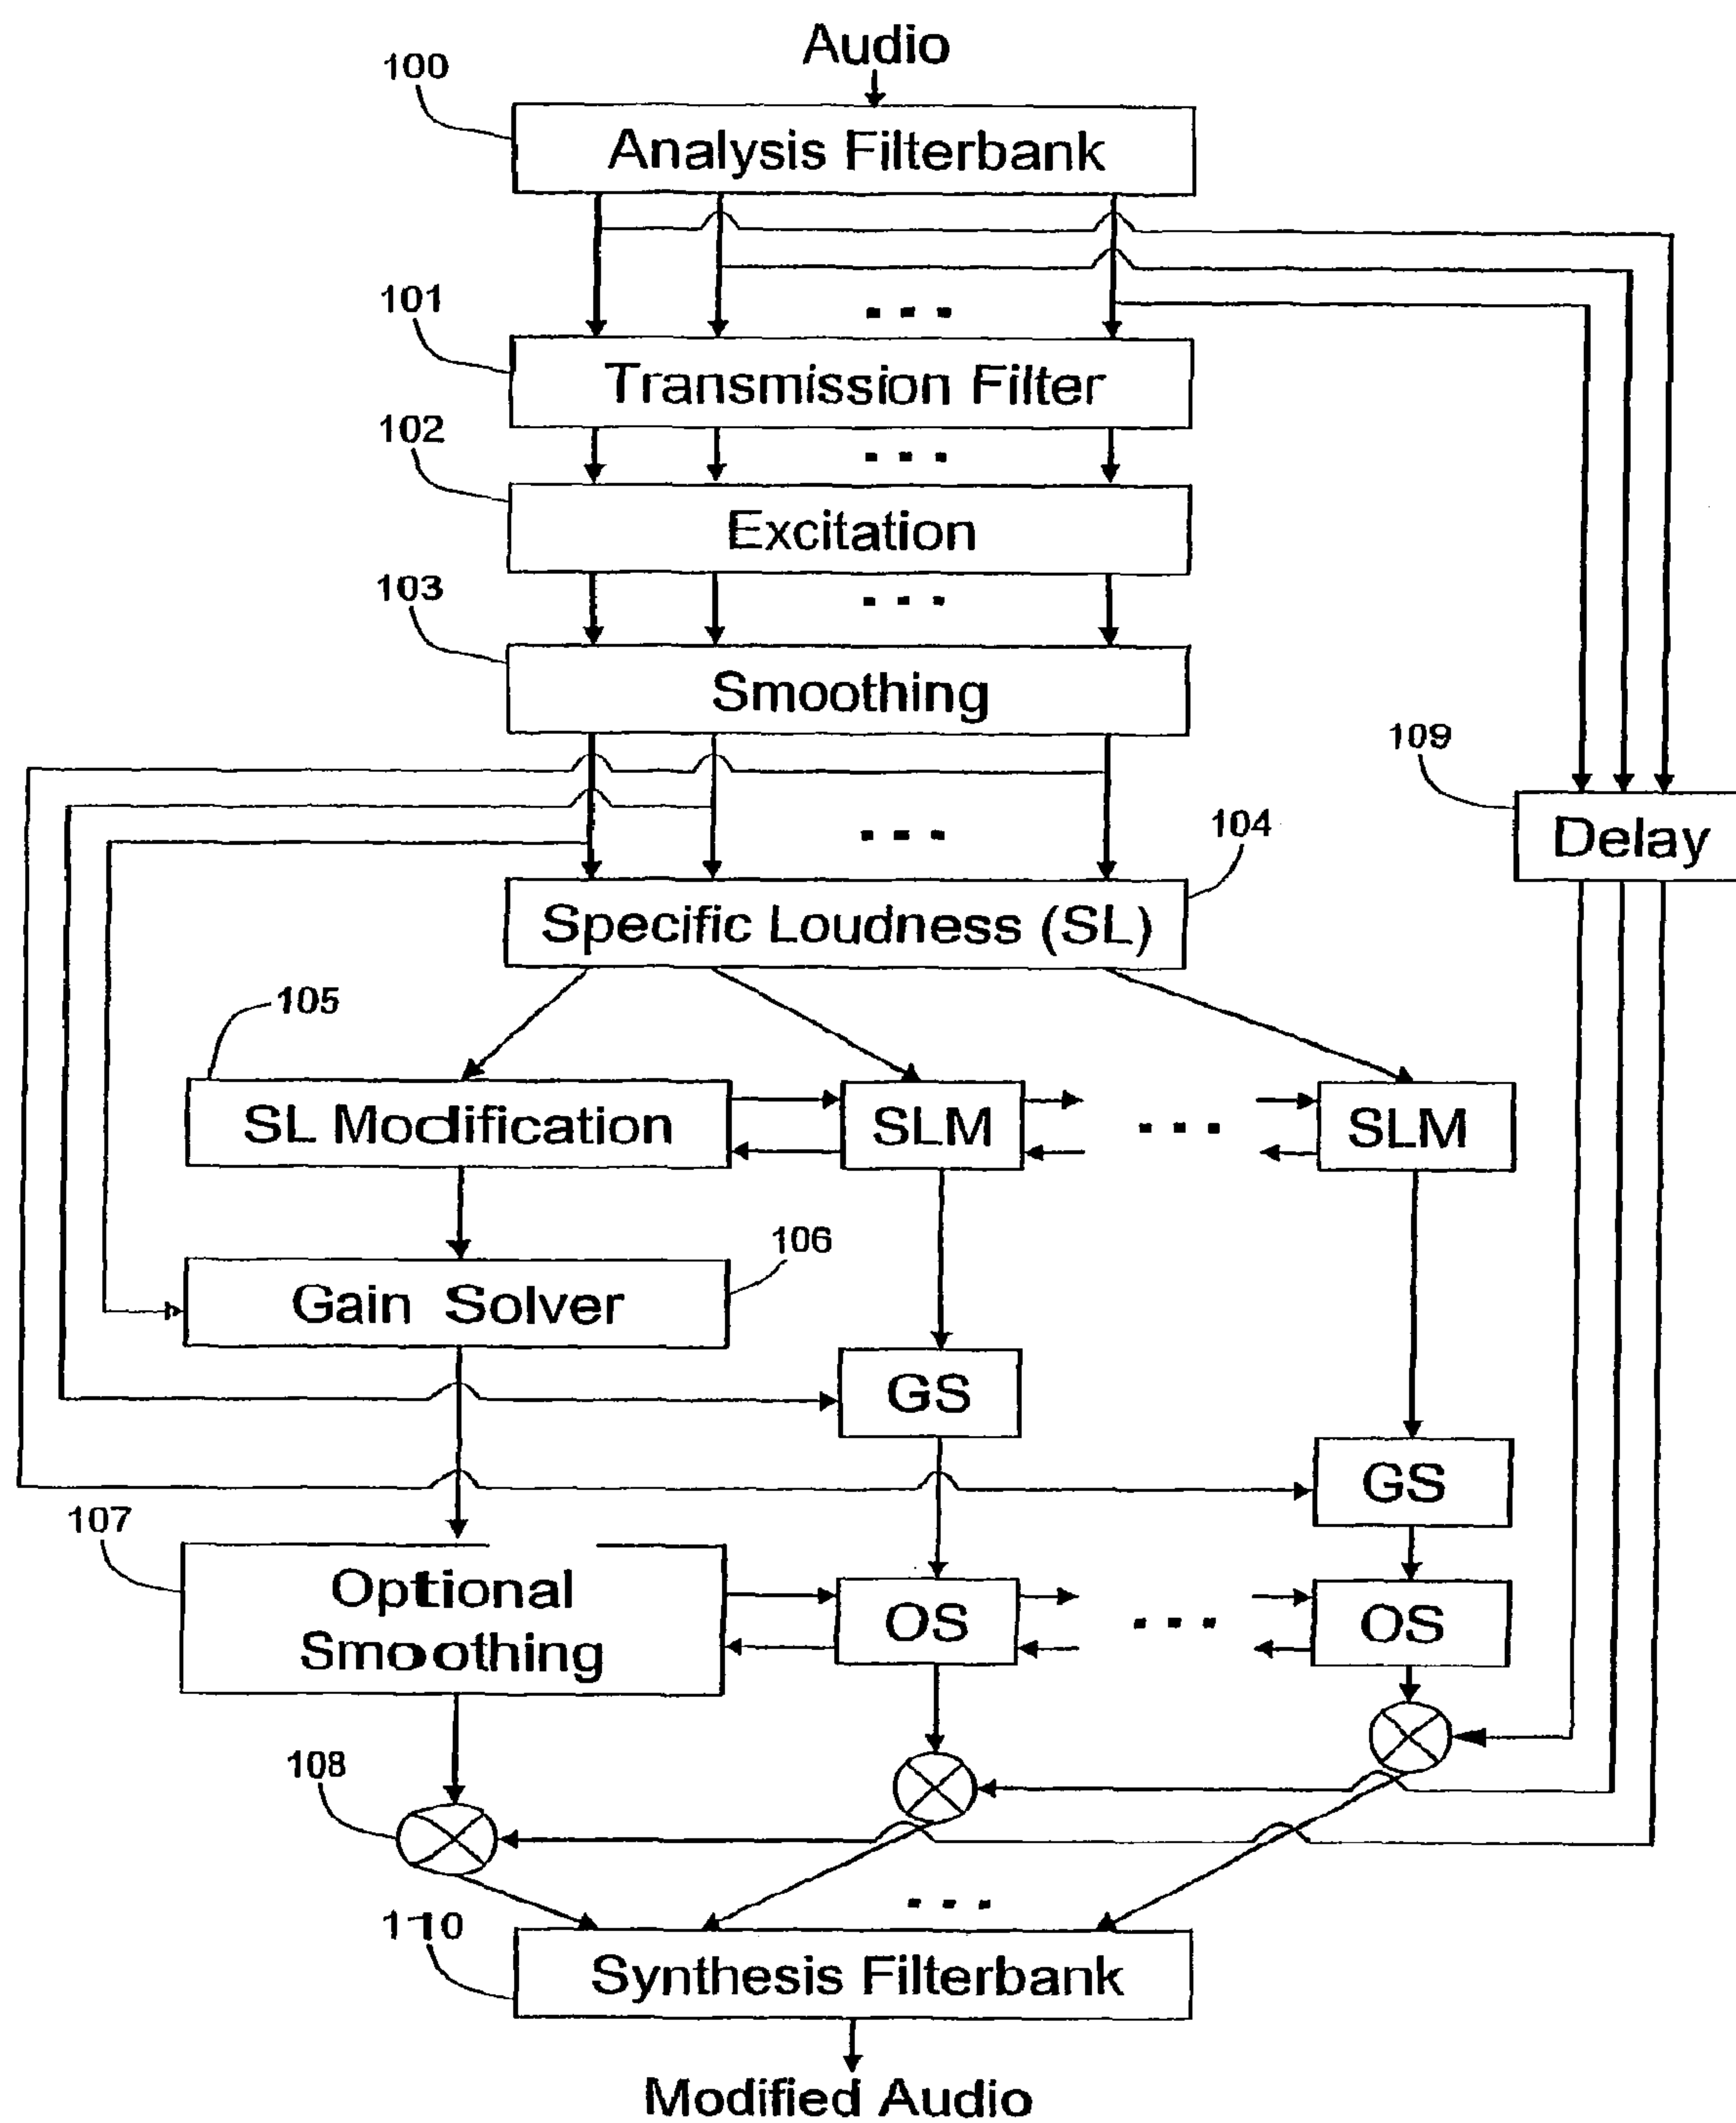 Audio
100
Analysis Filterbank
101
...
Transmission Filter
102
...
Excitation
103
...
Smoothing
109
Delay
...
104
Specific Loudness (SL)
105
SL Modification
SLM
...
SLM
106
Gain Solver
GS
GS
107
Optional
Smoothing
OS
...
OS
108
...
110
Synthesis Filterbank
Modified Audio